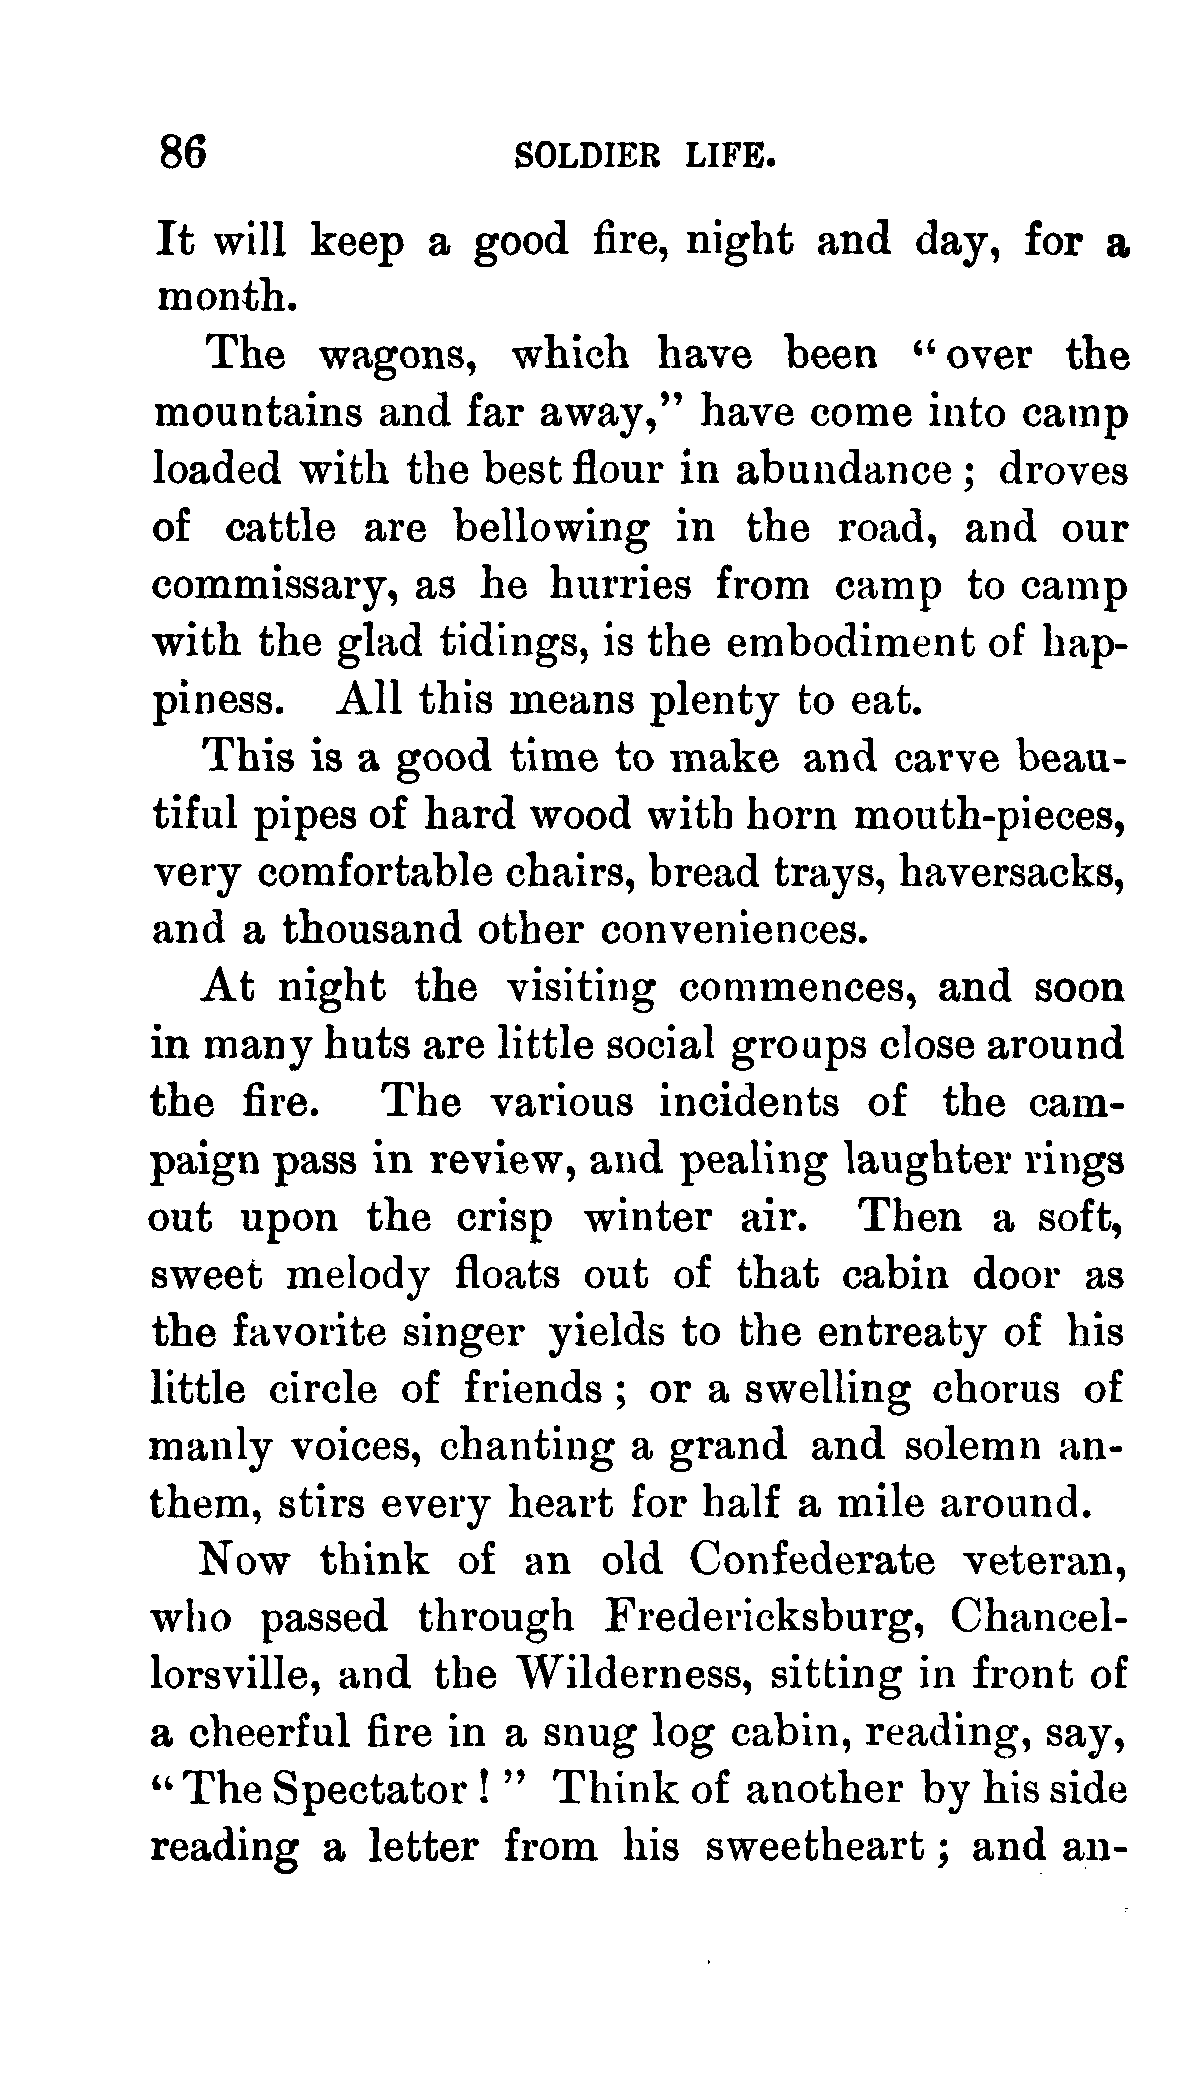 86 SOLDIER LIFE.
It will keep a good fire, night and day, for a
month.
The wagons, which have been “over the
mountains and far away,” have come into camp
loaded with the best flour in abundance; droves
of cattle are bellowing in the road, and our
commissary, as he hurries from camp to camp
with the glad tidings, is the embodiment of hap-
piness. All this means plenty to eat.
This is a good time to make and carve beau-
tiful pipes of hard wood with horn mouth-pieces,
very comfortable chairs, bread trays, haversacks,
and a thousand other conveniences.
At night the visiting commences, and soon
in many huts are little social groups close around
the fire. The various incidents of the cam-
paign pass in review, and pealing laughter rings
out upon the crisp winter air. Then a soft,
sweet melody floats out of that cabin door as
the favorite singer yields to the entreaty of his
little circle of friends; or a swelling chorus of
manly voices, chanting a grand and solemn an-
them, stirs every heart for half a mile around.
Now think of an old Confederate veteran,
who passed through Fredericksburg, Chancel-
lorsville, and the Wilderness, sitting in front of
a cheerful fire in a snug log cabin, reading, say,
“The Spectator!” Think of another by his side
reading a letter from his sweetheart; and an-